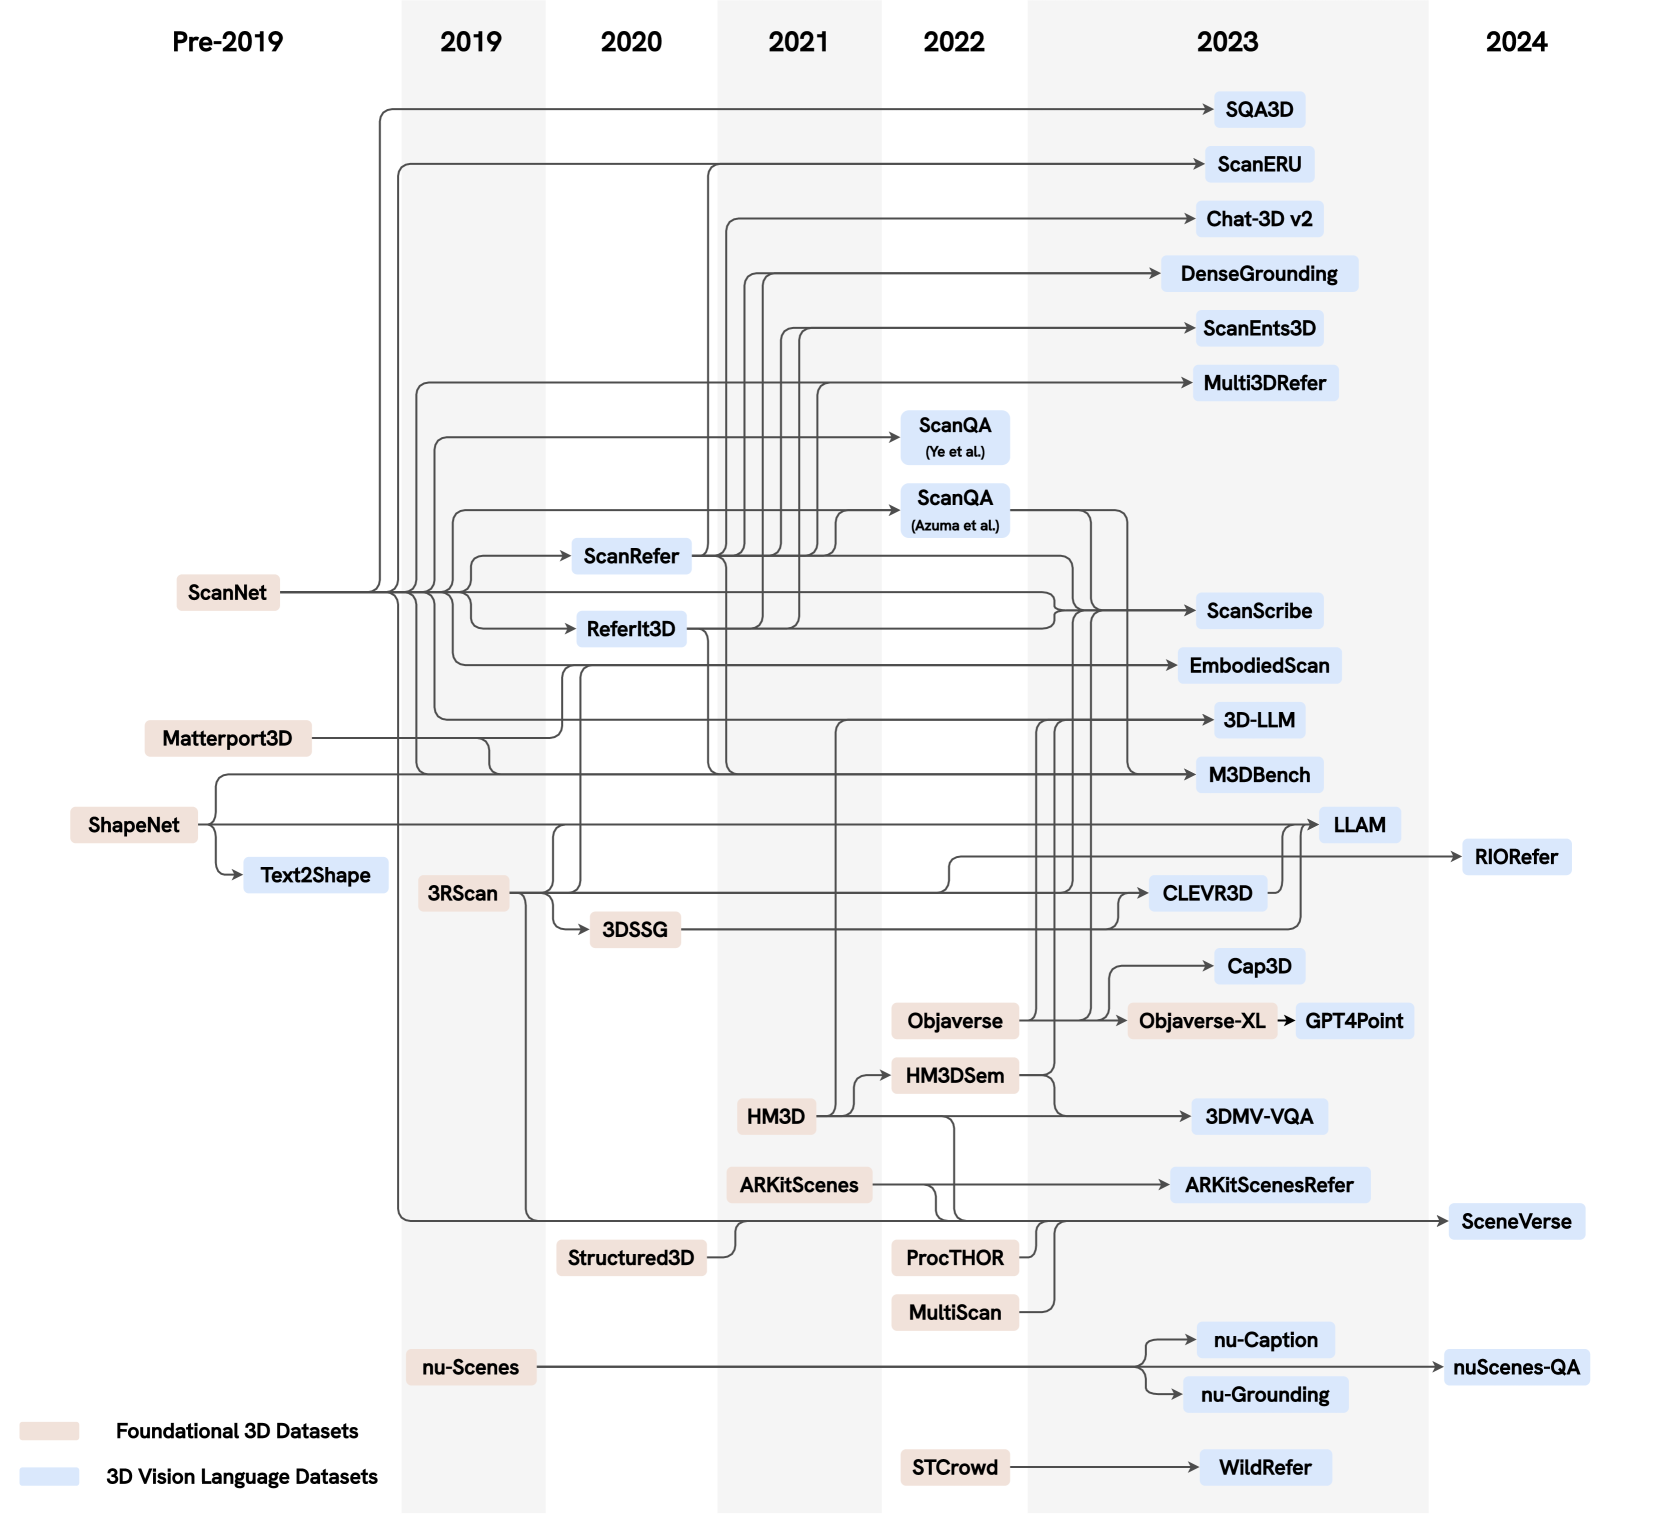 Pre-2019
2019
2020
2021
2022
2023
2024
SQA3D
ScanERU
Chat-3D v2
DenseGrounding
ScanEnts3D
Multi3DRefer
ScanQA
(Ye et al.)
ScanQA
(Azuma et al.)
ScanRefer
ScanNet
ScanScribe
ReferIt3D
EmbodiedScan
3D-LLM
Matterport3D
M3DBench
ShapeNet
LLAM
RIORefer
Text2Shape
3RScan
CLEVR3D
3DSSG
Cap3D
Objaverse
Objaverse-XL
GPT4Point
HM3DSem
HM3D
3DMV-VQA
ARKitScenes
ARKitScenesRefer
SceneVerse
Structured3D
ProcTHOR
MultiScan
nu-Caption
nu-Scenes
nuScenes-QA
nu-Grounding
Foundational 3D Datasets
STCrowd
WildRefer
3D Vision Language Datasets